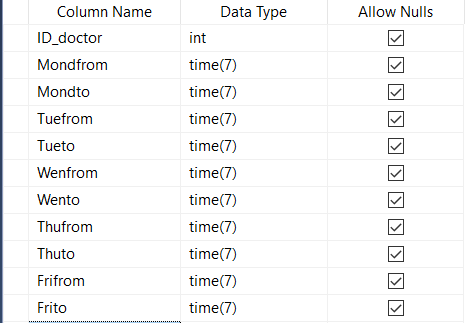 Column Name Data Type Allow Nulls
ID_doctor int
Mondfrom time(7)
Mondto time(7)
Tuefrom time(7)
Tueto time(7)
Wenfrom time(7)
Wento time(7)
Thufrom time(7)
Thuto time(7)
Frifrom time(7)
Frito time(7)